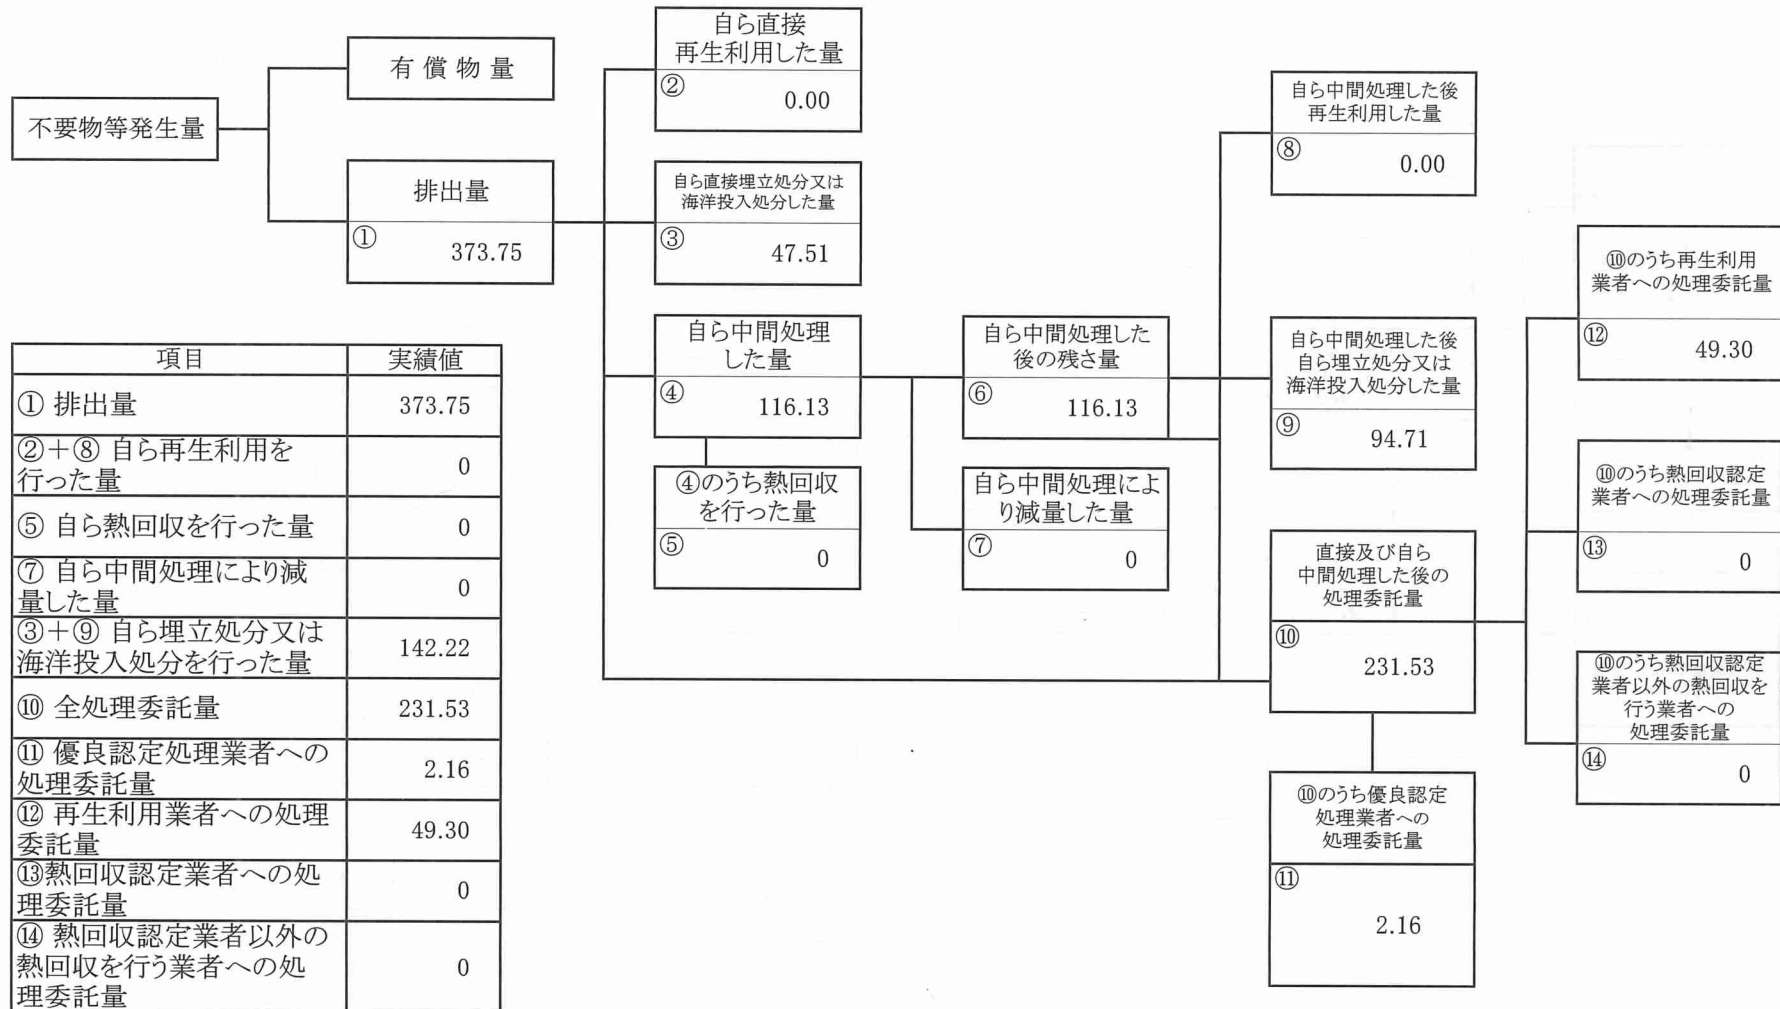 不要物等発生量
有償物量
排出量
① 373.75
自ら直接
再生利用した量
② 0.00
自ら直接埋立処分又は
海洋投入処分した量
③ 47.51
自ら中間処理
した量
④ 116.13
④のうち熱回収
を行った量
⑤ 0
自ら中間処理した
後の残さ量
⑥ 116.13
自ら中間処理によ
り減量した量
⑦ 0
自ら中間処理した後
再生利用した量
⑧ 0.00
自ら中間処理した後
自ら埋立処分又は
海洋投入処分した量
⑨ 94.71
直接及び自ら
中間処理した後の
処理委託量
⑩ 231.53
⑩のうち優良認定
処理業者への
処理委託量
⑪ 2.16
⑩のうち再生利用
業者への処理委託量
⑫ 49.30
⑩のうち熱回収認定
業者への処理委託量
⑬ 0
⑩のうち熱回収認定
業者以外の熱回収を
行う業者への
処理委託量
⑭ 0
項目 実績値
① 排出量 373.75
②+⑧ 自ら再生利用を
行った量 0
⑤ 自ら熱回収を行った量 0
⑦ 自ら中間処理により減
量した量 0
③+⑨ 自ら埋立処分又は
海洋投入処分を行った量 142.22
⑩ 全処理委託量 231.53
⑪ 優良認定処理業者への
処理委託量 2.16
⑫ 再生利用業者への処理
委託量 49.30
⑬熱回収認定業者への処
理委託量 0
⑭ 熱回収認定業者以外の
熱回収を行う業者への処
理委託量 0